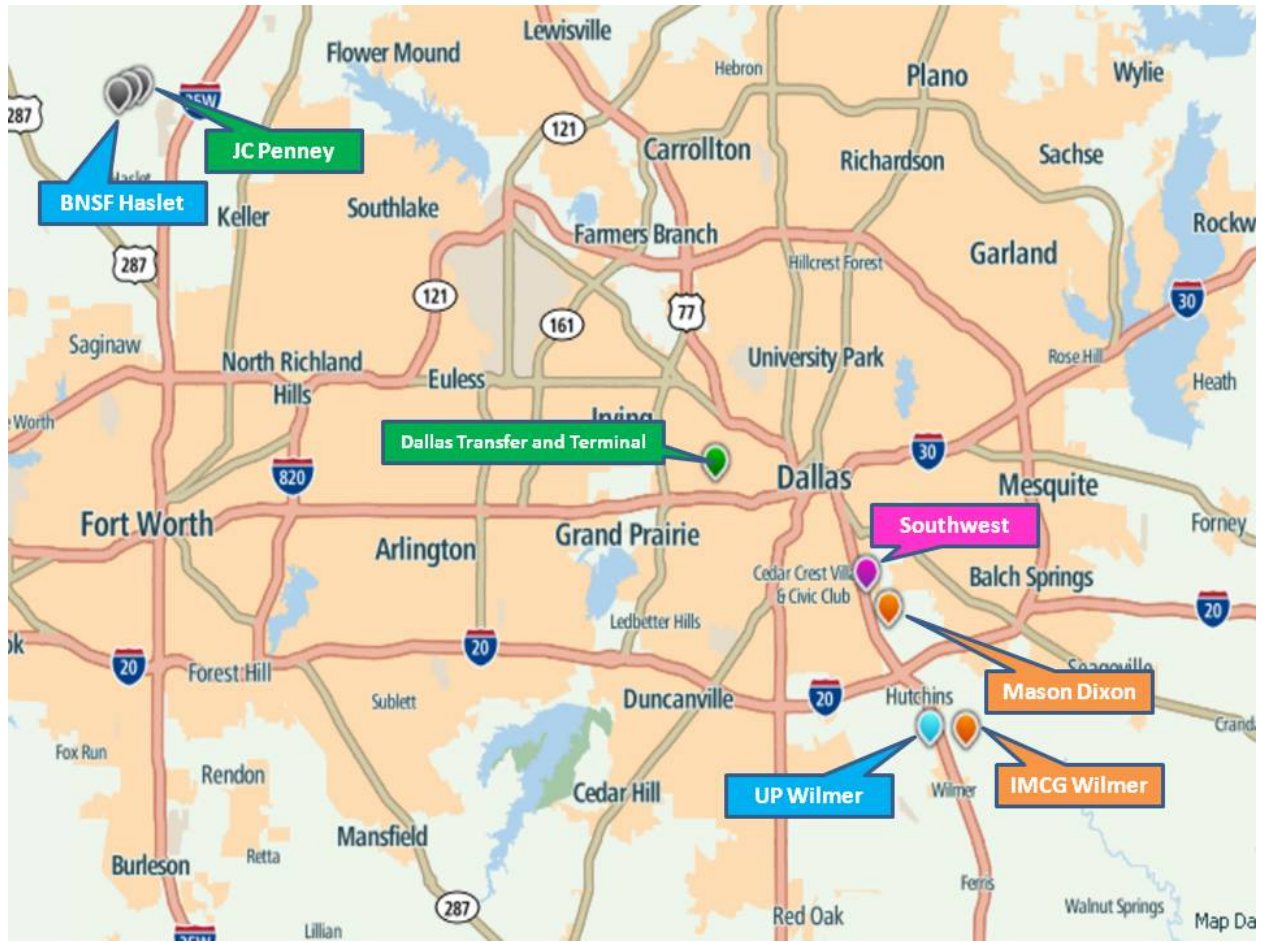 Lewisville
Flower Mound
Hebron
Plano
Wylie
287
35W
121
JC Penney
Carrollton
Richardson
Sachse
Haslet
BNSF Haslet
Keller
Southlake
Farmers Branch
Rockw
Garland
287
Hillcrest Forest
121
161
77
30
Saginaw
North Richland
Hills
Euless
University Park
Rose Hill
Heath
Worth
Irving
Dallas Transfer and Terminal
820
Dallas
30
Mesquite
Fort Worth
Southwest
Forney
Arlington
Grand Prairie
Cedar Crest Vill
& Civic Club
Balch Springs
20
Ledbetter Hills
ok
20
20
Forest Hill
Seagoville
Sublett
Duncanville
20
Hutchins
Mason Dixon
Cranda
Fox Run
Rendon
Cedar Hill
UP Wilmer
Wilmer
IMCG Wilmer
Mansfield
Burleson
Retta
Ferris
287
Red Oak
Walnut Springs
Map Da
Lillian
35W